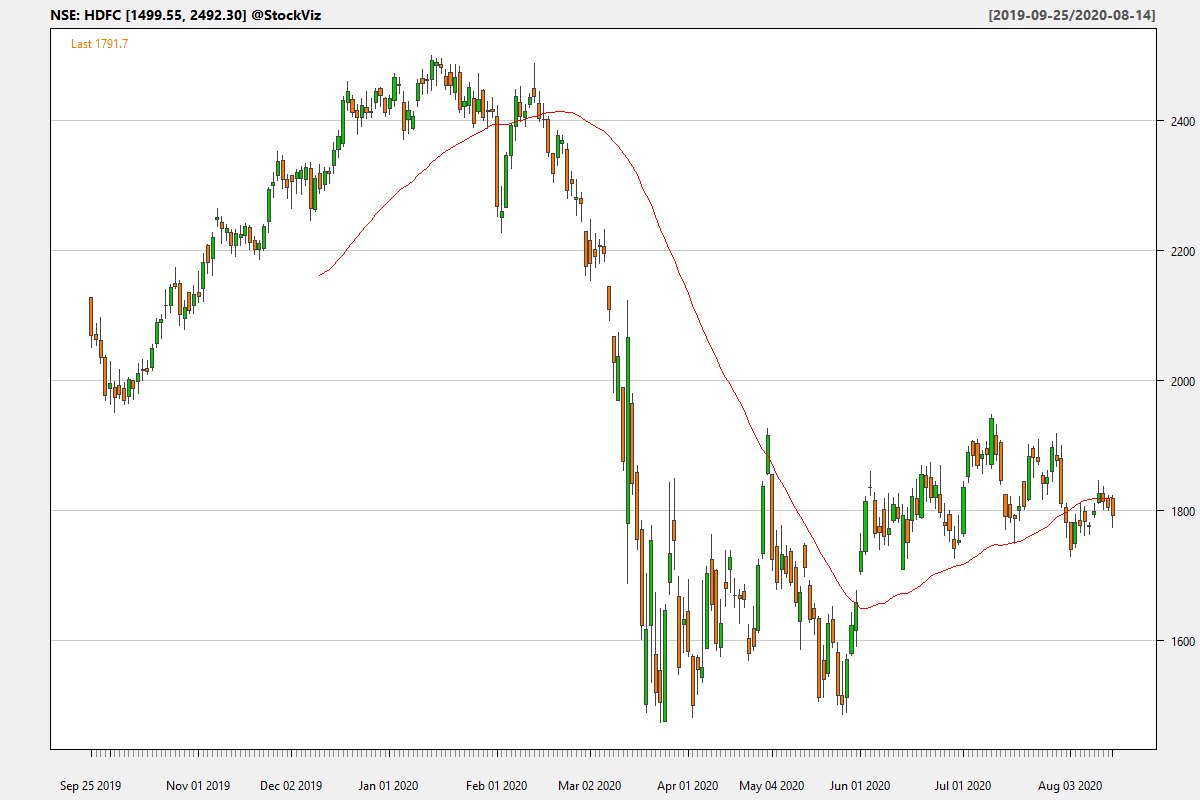 NSE: HDFC [1499.55, 2492.30] @StockViz
[2019-09-25/2020-08-14]
Last 1791.7
2400
2200
2000
1800
1600
Sep 25 2019
Nov 01 2019
Dec 02 2019
Jan 01 2020
Feb 01 2020
Mar 02 2020
Apr 01 2020
May 04 2020
Jun 01 2020
Jul 01 2020
Aug 03 2020